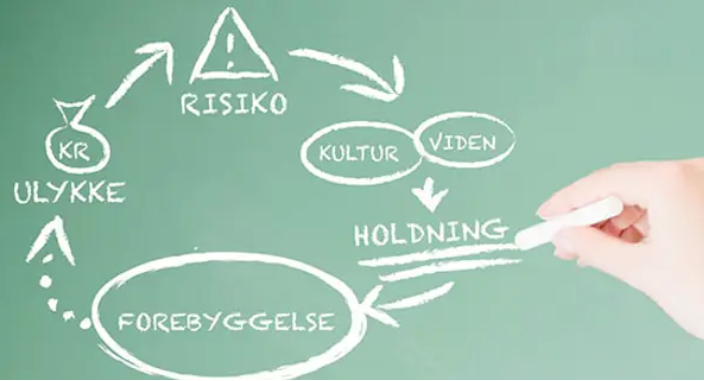 RISIKO
KULTUR
VIDEN
KR
ULYKKE
HOLDNING
FOREBYGGELSE